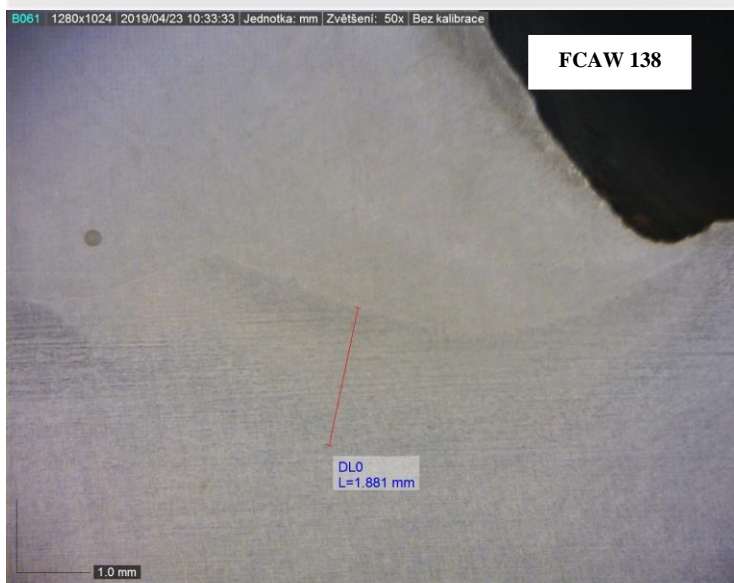 B061 1280x1024 2019/04/23 10:33:33 Jednotka: mm Zvětšení: 50x Bez kalibrace
FCAW 138
DL0
L=1.881 mm
1.0 mm